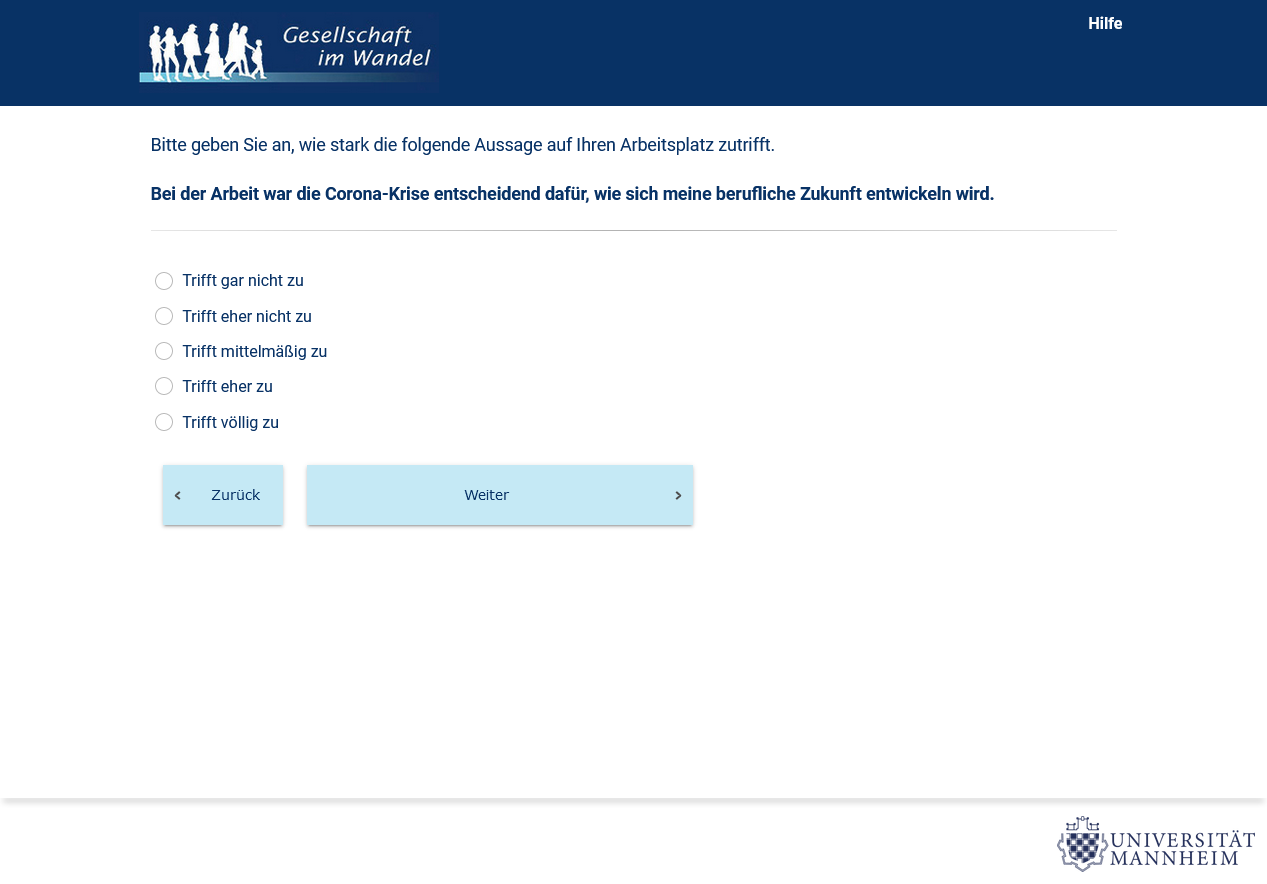 Gesellschaft
im Wandel
Hilfe
Bitte geben Sie an, wie stark die folgende Aussage auf Ihren Arbeitsplatz zutrifft.
Bei der Arbeit war die Corona-Krise entscheidend dafür, wie sich meine berufliche Zukunft entwickeln wird.
Trifft gar nicht zu
Trifft eher nicht zu
Trifft mittelmäßig zu
Trifft eher zu
Trifft völlig zu
Zurück
Weiter
UNIVERSITÄT
MANNHEIM